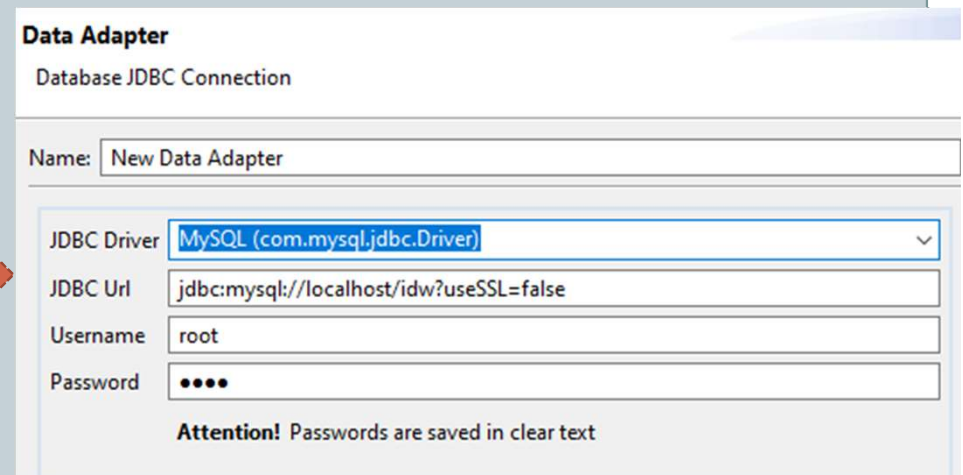 Data Adapter
Database JDBC Connection
Name: New Data Adapter
JDBC Driver MySQL (com.mysql.jdbc.Driver)
JDBC Url jdbc:mysql://localhost/idw?useSSL=false
Username root
Password ••••
Attention! Passwords are saved in clear text